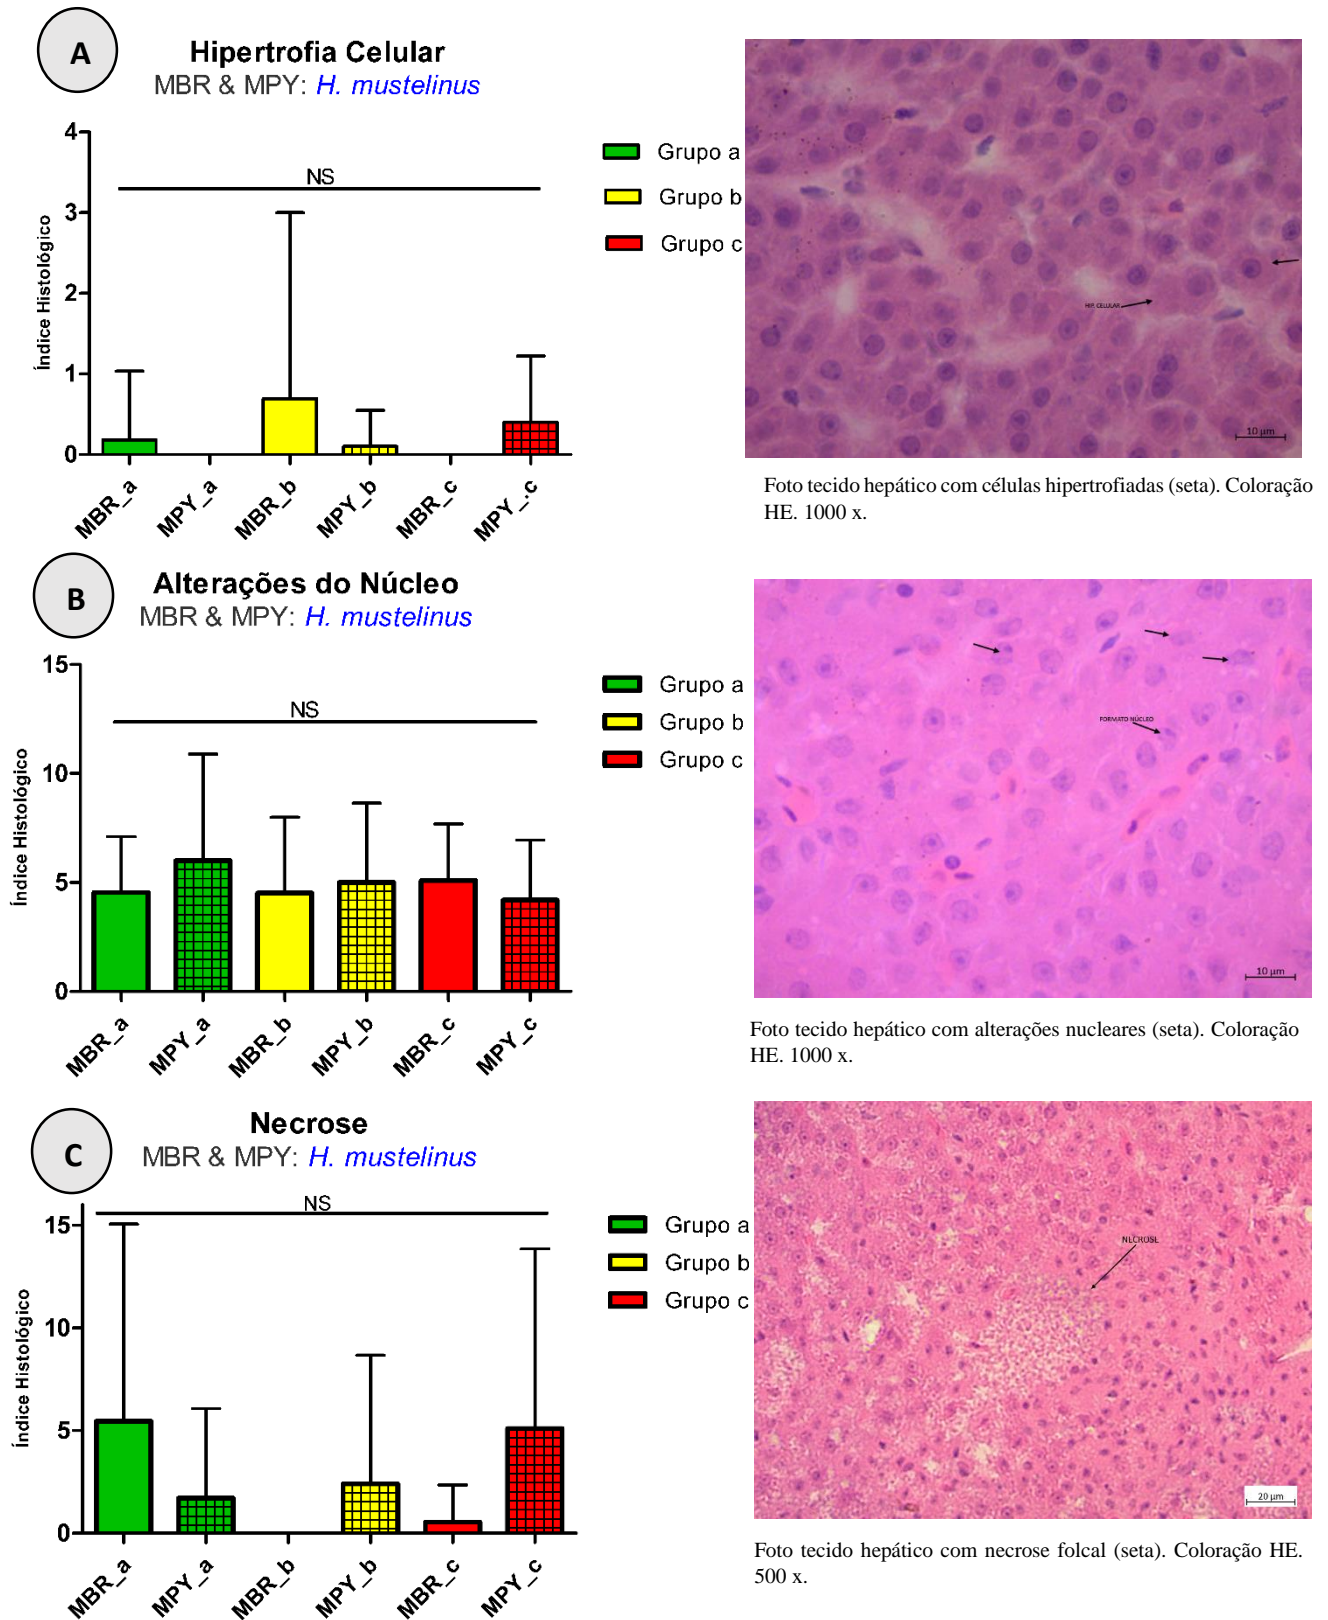 A
Hipertrofia Celular
MBR & MPY: H. mustelinus
4
3
2
1
0
Índice Histológico
NS
MBR_a
MPY_a
MBR_b
MPY_b
MBR_c
MPY_c
Grupo a
Grupo b
Grupo c
HIP. CELULAR
10 µm
Foto tecido hepático com células hipertrofiadas (seta). Coloração
HE. 1000 x.
B
Alterações do Núcleo
MBR & MPY: H. mustelinus
15
10
5
0
Índice Histológico
NS
MBR_a
MPY_a
MBR_b
MPY_b
MBR_c
MPY_c
Grupo a
Grupo b
Grupo c
FORMATO NÚCLEO
10 µm
Foto tecido hepático com alterações nucleares (seta). Coloração
HE. 1000 x.
C
Necrose
MBR & MPY: H. mustelinus
15
10
5
0
Índice Histológico
NS
MBR_a
MPY_a
MBR_b
MPY_b
MBR_c
MPY_c
Grupo a
Grupo b
Grupo c
NECROSE
20 µm
Foto tecido hepático com necrose folcal (seta). Coloração HE.
500 x.